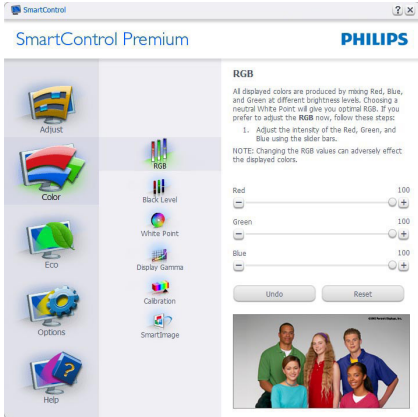 SmartControl
? ×
SmartControl Premium
PHILIPS
Adjust
Color
Eco
Options
Help
?
RGB
Black Level
White Point
Display Gamma
Calibration
SmartImage
RGB
All displayed colors are produced by mixing Red, Blue,
and Green at different brightness levels. Choosing a
neutral White Point will give you optimal RGB. If you
prefer to adjust the RGB now, follow these steps:
1. Adjust the intensity of the Red, Green, and
Blue using the slider bars.
NOTE: Changing the RGB values can adversely effect
the displayed colors.
Red 100
Green 100
Blue 100
Undo Reset